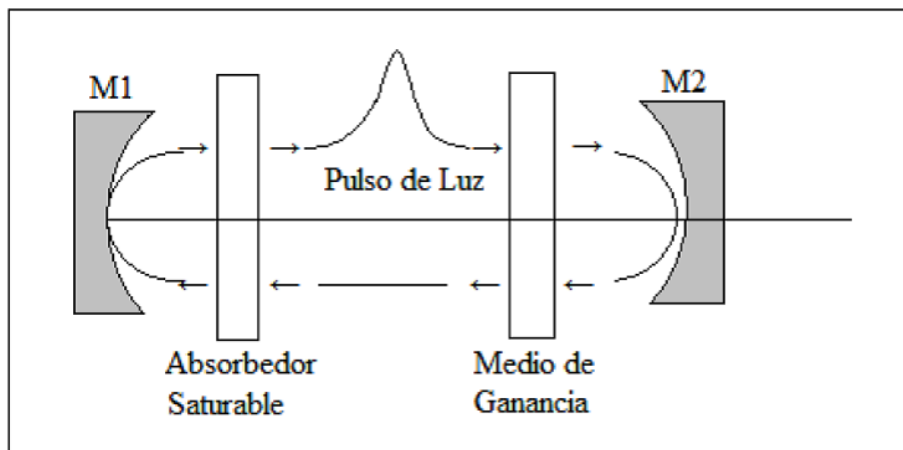 M1
M2
Pulso de Luz
Absorbedor
Saturable
Medio de
Ganancia